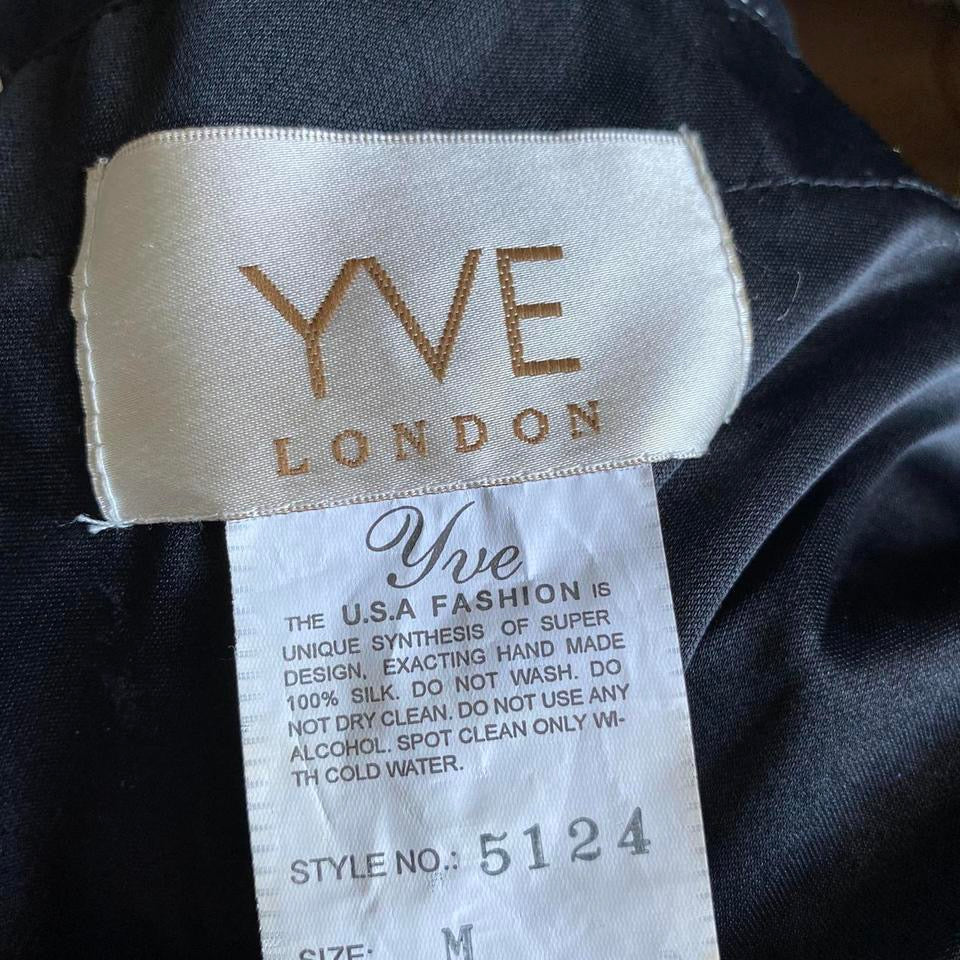 YVE
LONDON
Yve
THE U.S.A FASHION IS
UNIQUE SYNTHESIS OF SUPER
DESIGN, EXACTING HAND MADE
100% SILK. DO NOT WASH. DO
NOT DRY CLEAN. DO NOT USE ANY
ALCOHOL. SPOT CLEAN ONLY WI-
TH COLD WATER.
STYLE NO.: 5124
SIZE: M